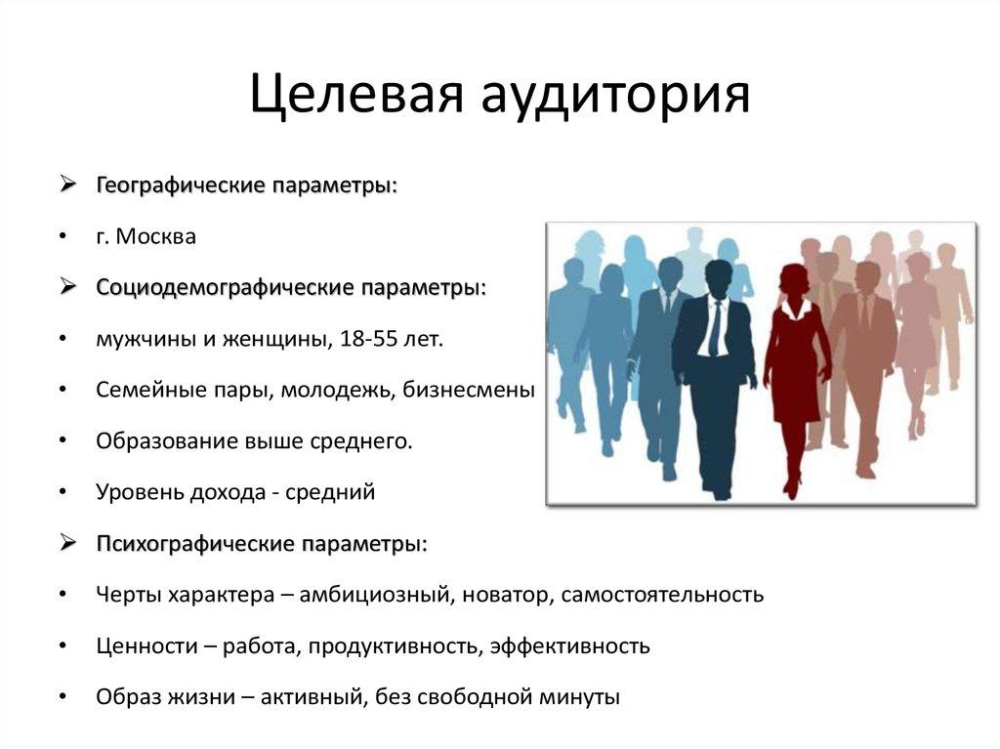 Целевая аудитория
➢ Географические параметры:
• г. Москва
➢ Социодемографические параметры:
• мужчины и женщины, 18-55 лет.
• Семейные пары, молодежь, бизнесмены
• Образование выше среднего.
• Уровень дохода - средний
➢ Психографические параметры:
• Черты характера – амбициозный, новатор, самостоятельность
• Ценности – работа, продуктивность, эффективность
• Образ жизни – активный, без свободной минуты